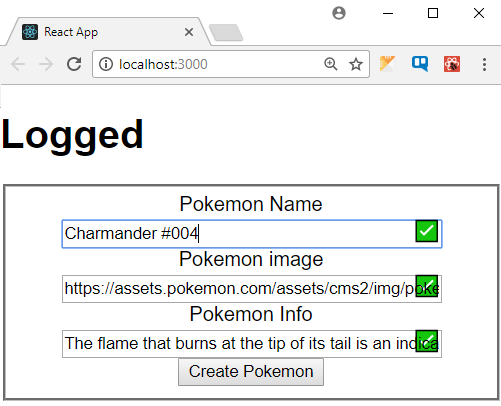 React App
localhost:3000
Logged
Pokemon Name
Charmander #004
Pokemon image
https://assets.pokemon.com/assets/cms2/img/poke
Pokemon Info
The flame that burns at the tip of its tail is an indica
Create Pokemon